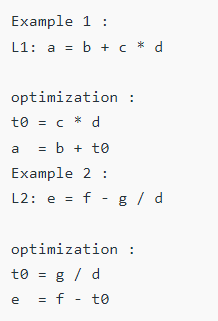 Example 1 :
L1: a = b + c * d

optimization :
t0 = c * d
a  = b + t0
Example 2 :
L2: e = f - g / d

optimization :
t0 = g / d
e  = f - t0